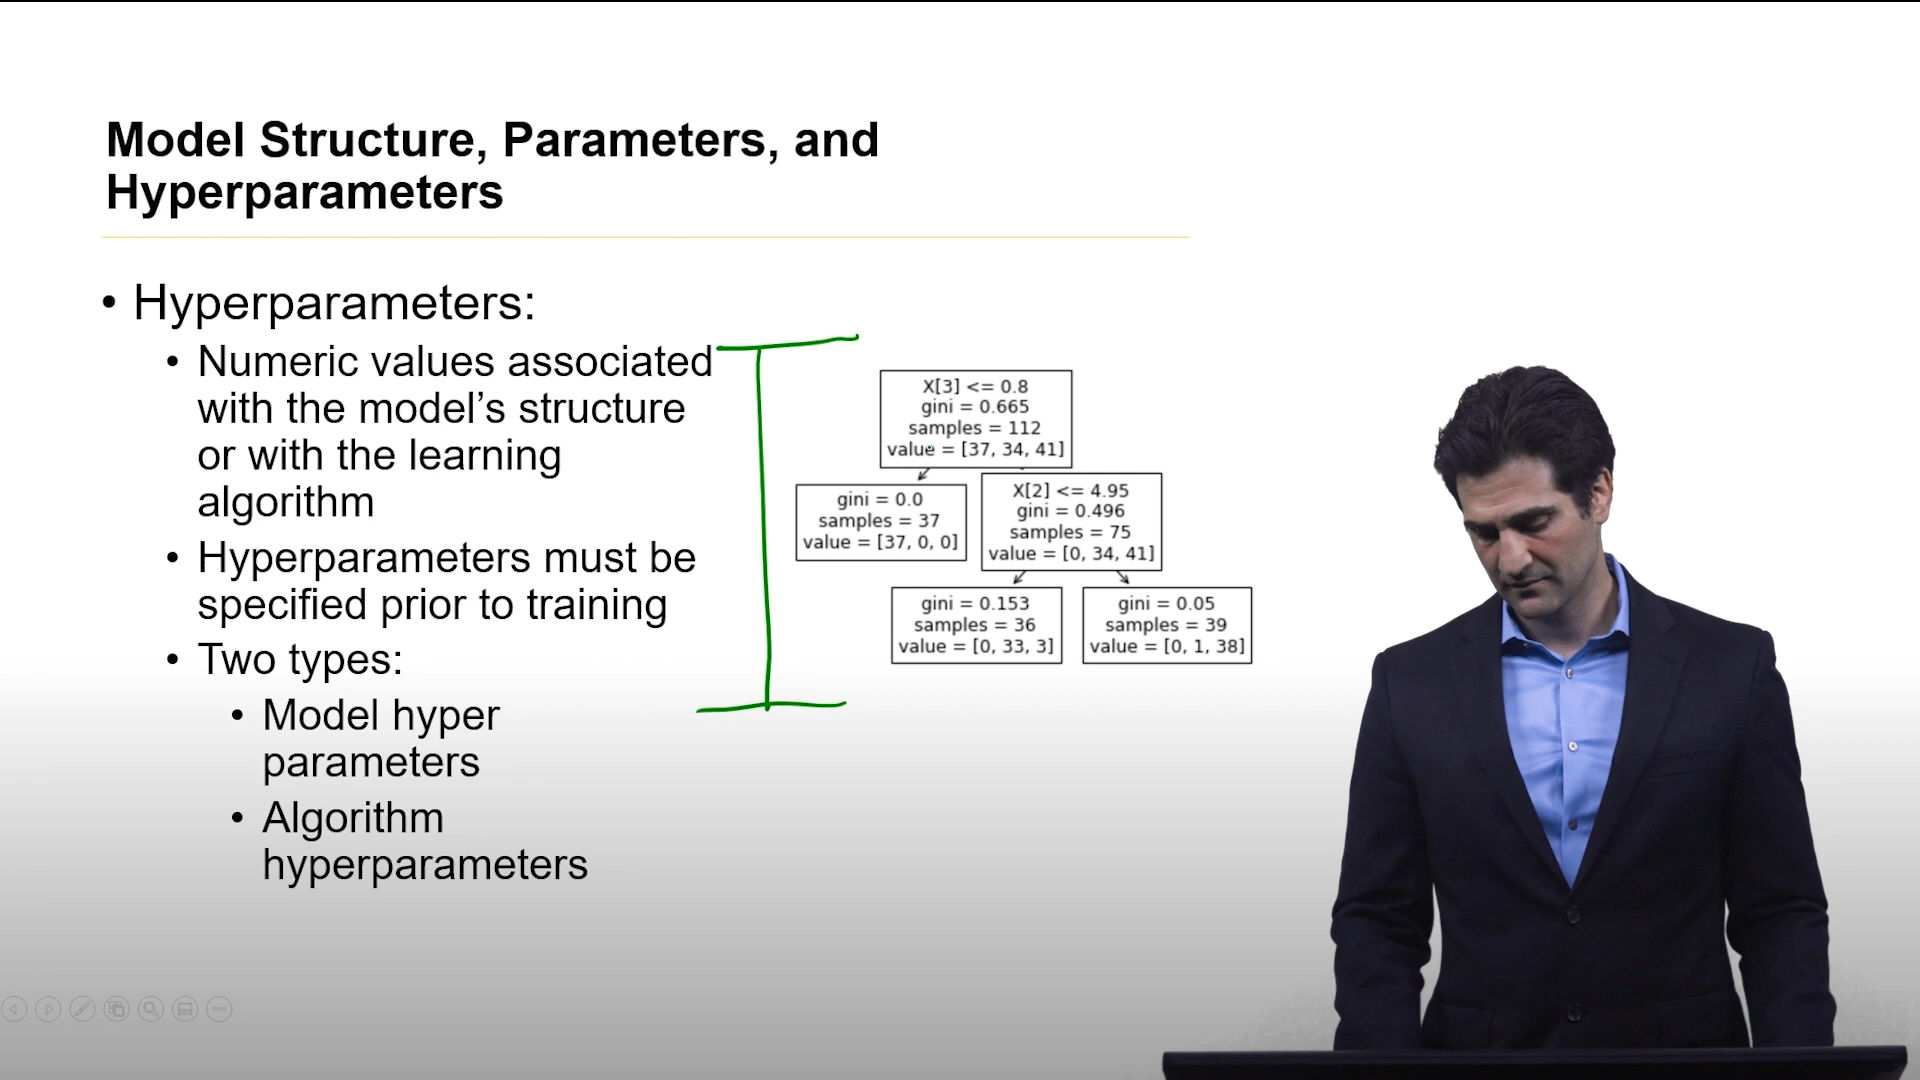 Model Structure, Parameters, and
Hyperparameters
• Hyperparameters:
• Numeric values associated
with the model’s structure
or with the learning
algorithm
• Hyperparameters must be
specified prior to training
• Two types:
• Model hyper
parameters
• Algorithm
hyperparameters
X[3] <= 0.8
gini = 0.665
samples = 112
value = [37, 34, 41]
gini = 0.0
samples = 37
value = [37, 0, 0]
X[2] <= 4.95
gini = 0.496
samples = 75
value = [0, 34, 41]
gini = 0.153
samples = 36
value = [0, 33, 3]
gini = 0.05
samples = 39
value = [0, 1, 38]